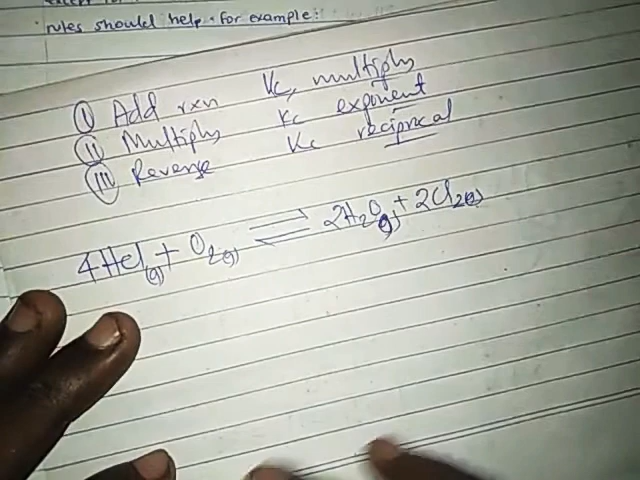 rules should help. For example:
I Add rxn Kc, multiply
II Multiply Kc exponent
III Reverse Kc reciprocal
4HCl(g) + O2(g) ⇌ 2H2O(g) + 2Cl2(g)